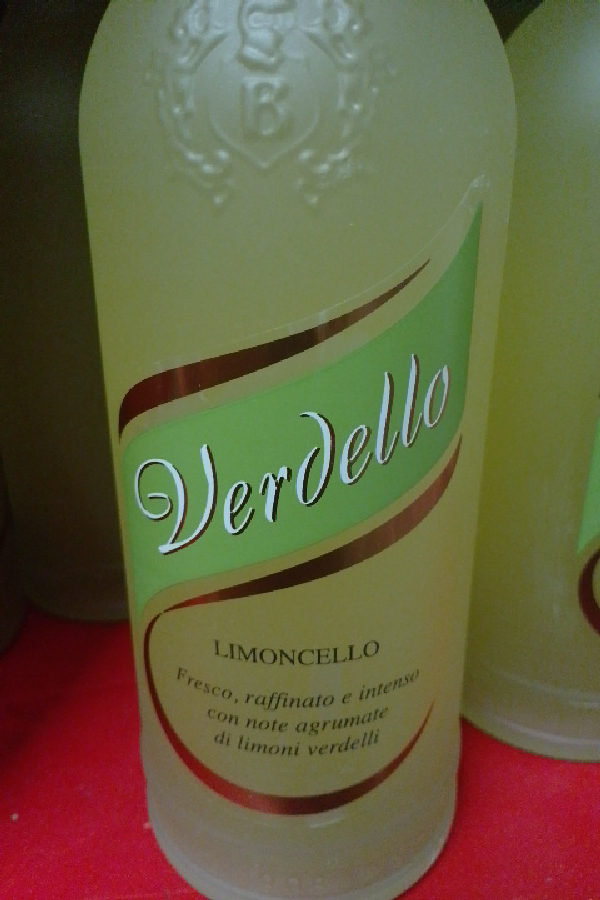 B
Verdello
LIMONCELLO
Fresco, raffinato e intenso
con note agrumate
di limoni verdelli